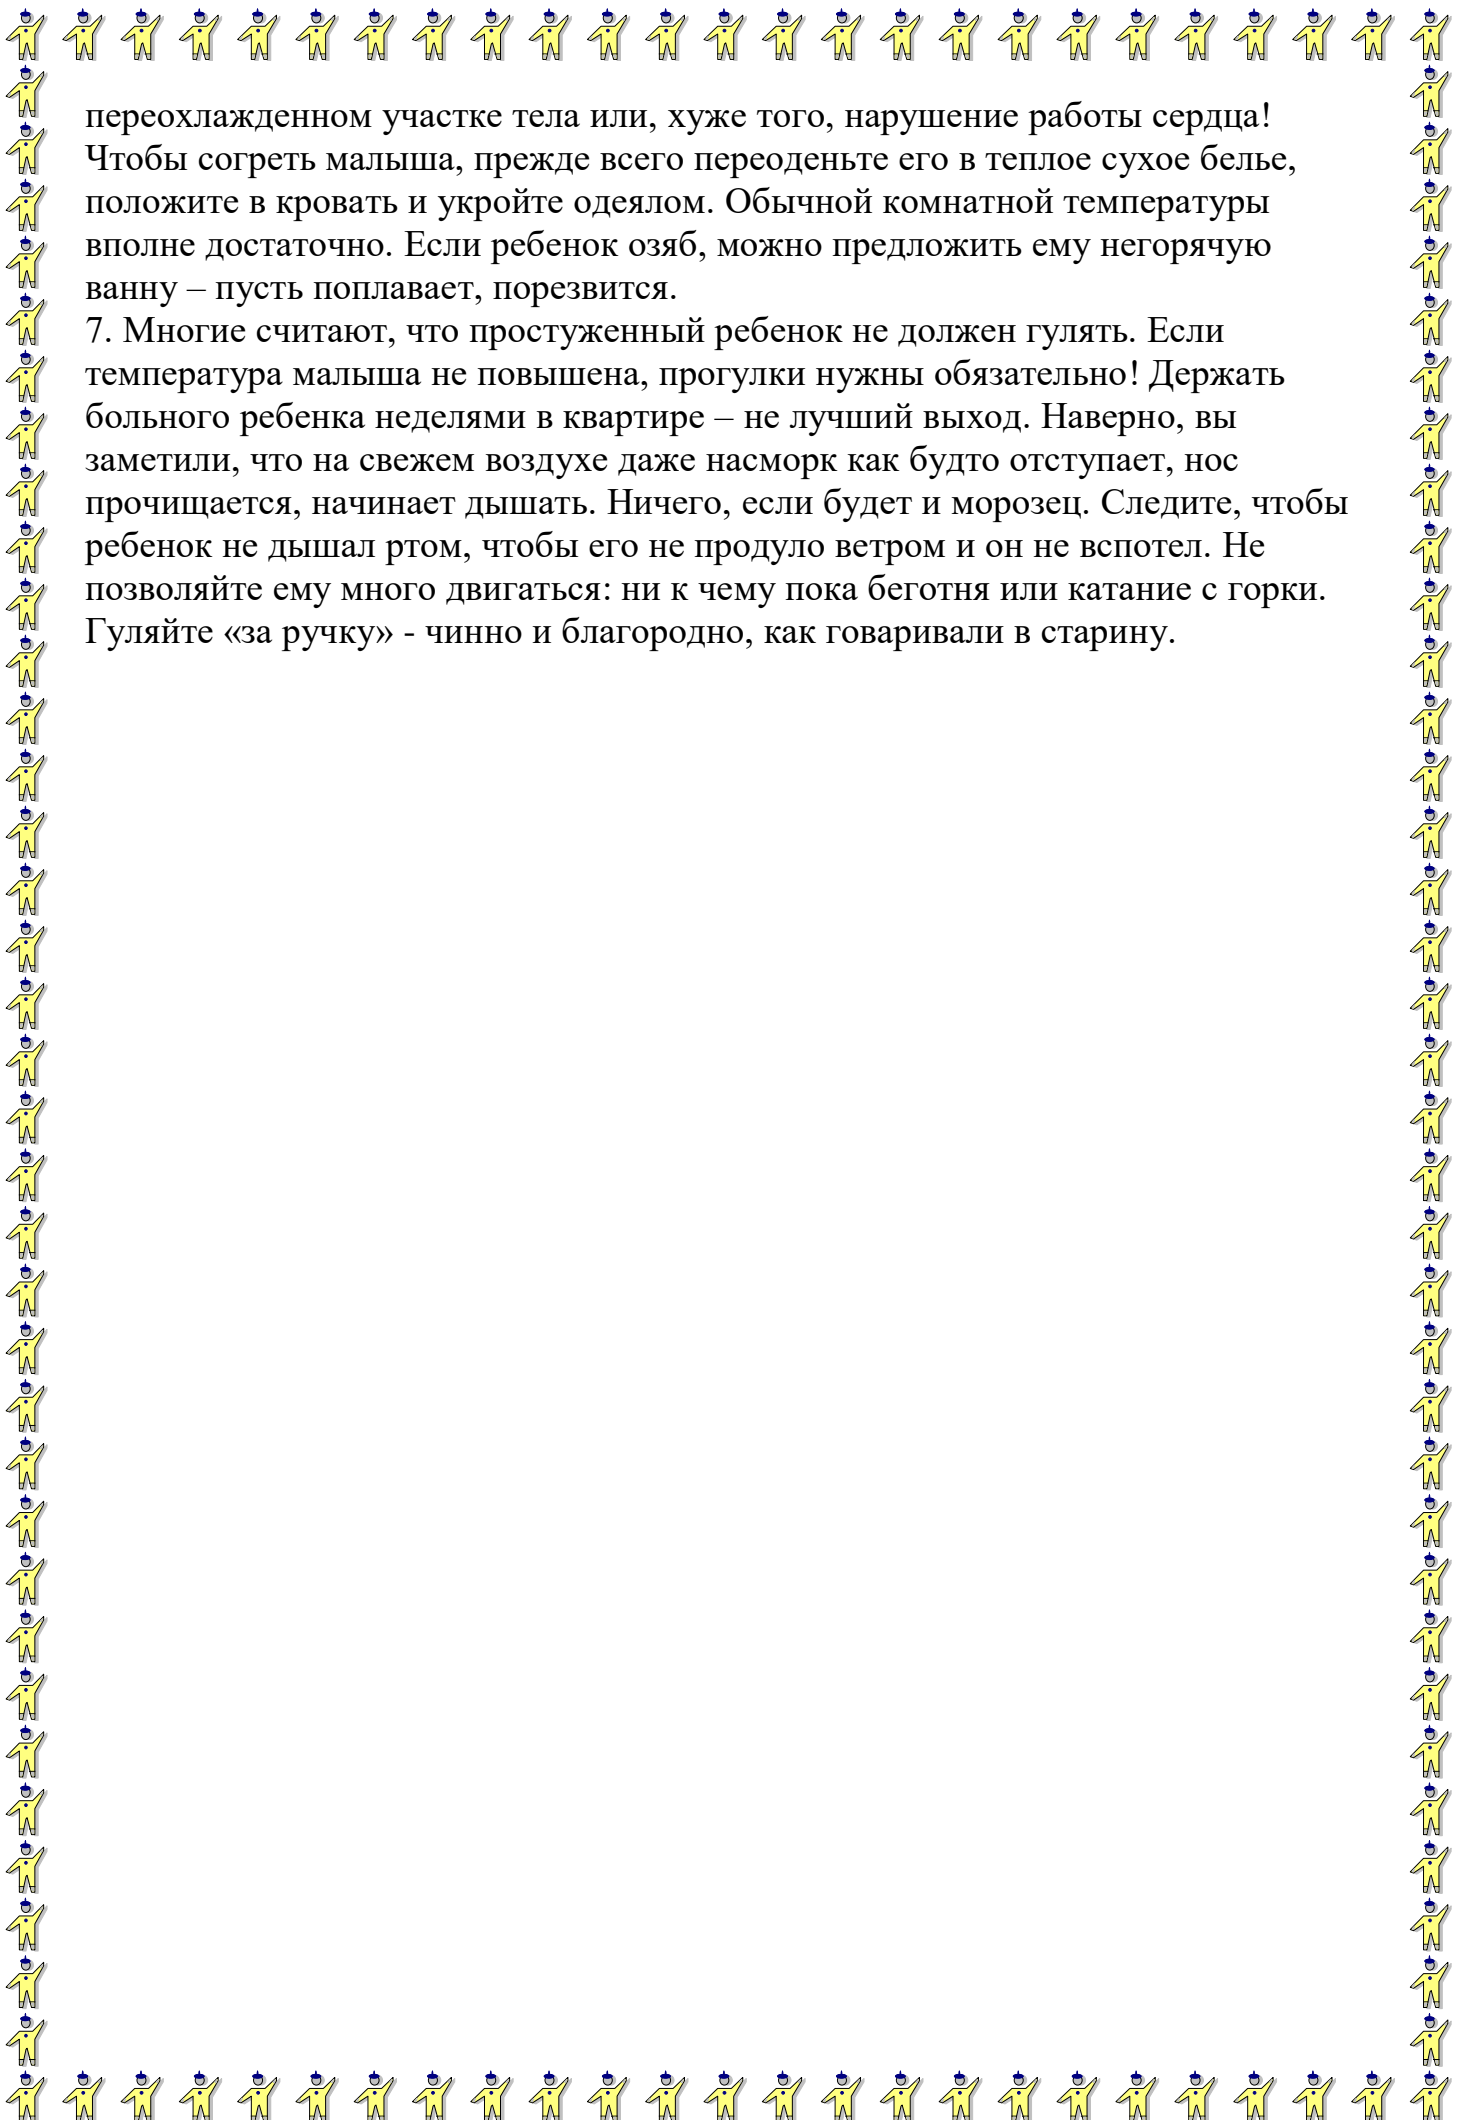 переохлажденном участке тела или, хуже того, нарушение работы сердца!
Чтобы согреть малыша, прежде всего переоденьте его в теплое сухое белье,
положите в кровать и укройте одеялом. Обычной комнатной температуры
вполне достаточно. Если ребенок озяб, можно предложить ему негорячую
ванну – пусть поплавает, порезвится.
7. Многие считают, что простуженный ребенок не должен гулять. Если
температура малыша не повышена, прогулки нужны обязательно! Держать
больного ребенка неделями в квартире – не лучший выход. Наверно, вы
заметили, что на свежем воздухе даже насморк как будто отступает, нос
прочищается, начинает дышать. Ничего, если будет и морозец. Следите, чтобы
ребенок не дышал ртом, чтобы его не продуло ветром и он не вспотел. Не
позволяйте ему много двигаться: ни к чему пока беготня или катание с горки.
Гуляйте «за ручку» - чинно и благородно, как говаривали в старину.